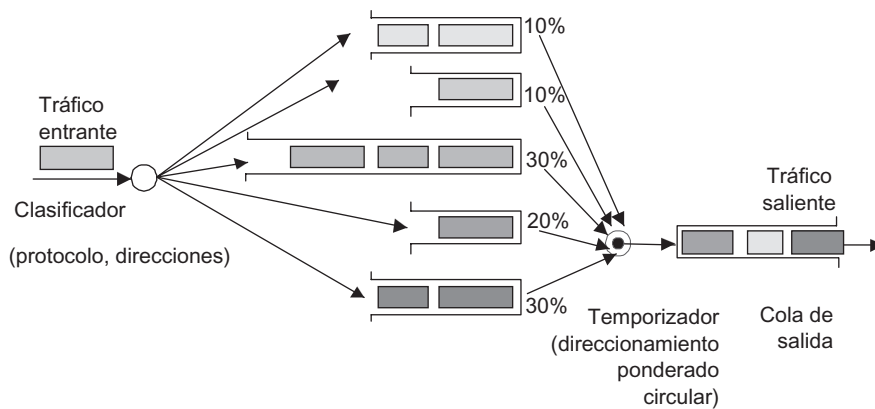 Tráfico
entrante
Clasificador
(protocolo, direcciones)
10%
10%
30%
20%
30%
Temporizador
(direccionamiento
ponderado
circular)
Tráfico
saliente
Cola de
salida